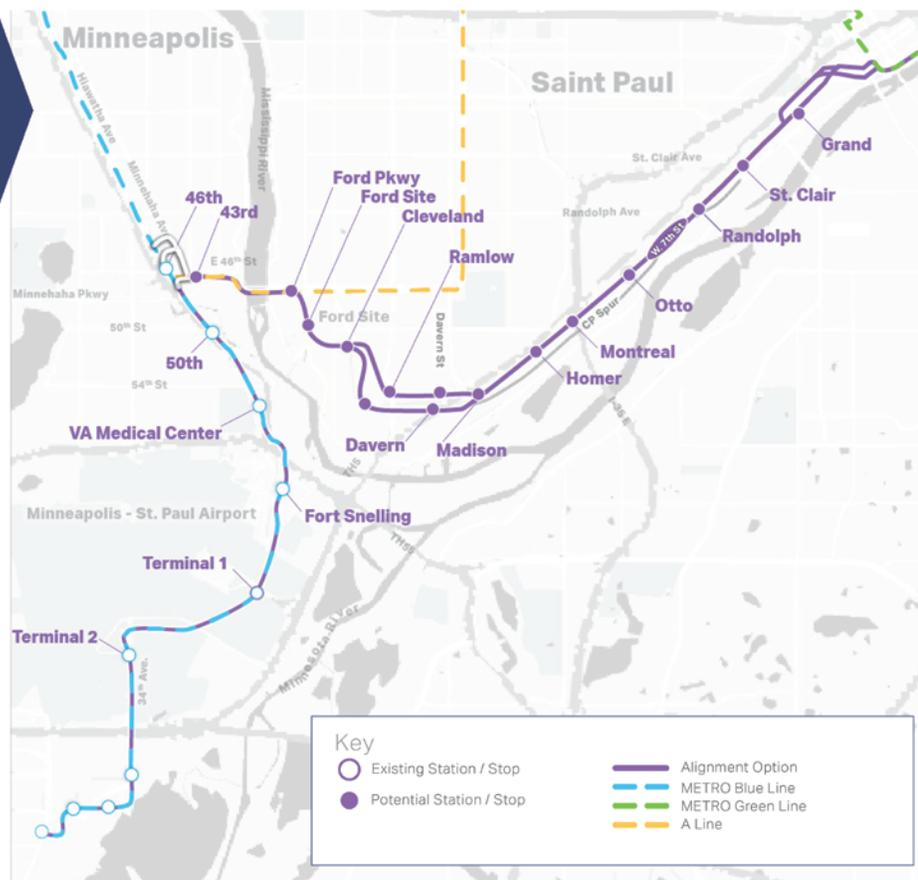 Minneapolis
Saint Paul
Hiawatha Ave
Mississippi River
Minnehaha Av
Grand
St. Clair Ave
Ford Pkwy
46th
Ford Site
St. Clair
43rd
Cleveland
Randolph Ave
Randolph
W. 7th St
Ramlow
E 46th St
Otto
Minnehaha Pkwy
Ford Site
CP Spur
50th St
Davern St
Montreal
50th
Homer
54th St
I-35 E
VA Medical Center
Davern
Madison
TH5
Minneapolis - St. Paul Airport
Fort Snelling
TH55
Terminal 1
Minnesota River
Terminal 2
34th Ave.
Key
Existing Station / Stop
Potential Station / Stop
Alignment Option
METRO Blue Line
METRO Green Line
A Line